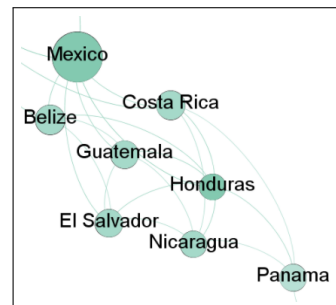 Mexico
Costa Rica
Belize
Guatemala
Honduras
El Salvador
Nicaragua
Panama